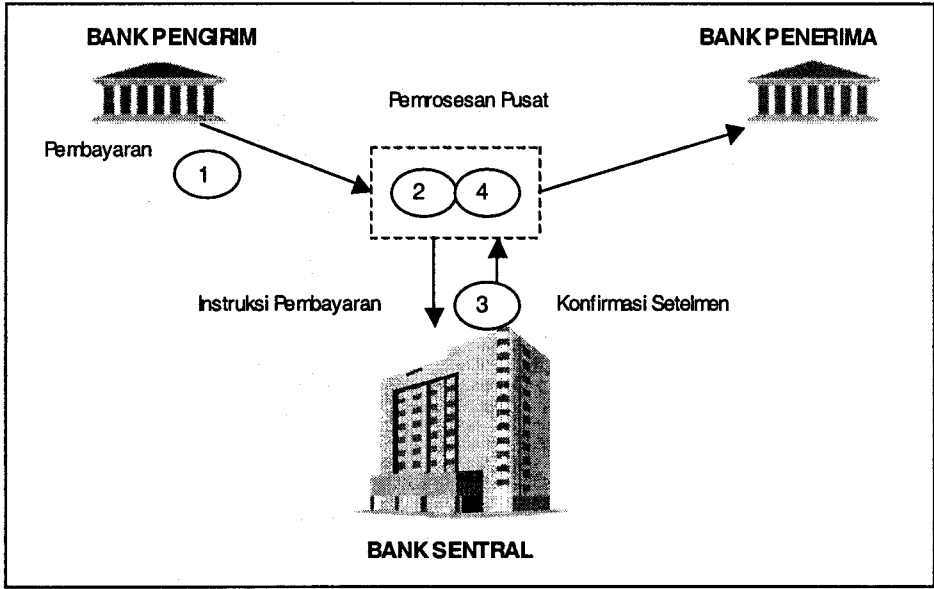 BANK PENGIRIM
BANK PENERIMA
Pemrosesan Pusat
Pembayaran
1
2
4
Instruksi Pembayaran
3
Konfirmasi Setelmen
BANK SENTRAL